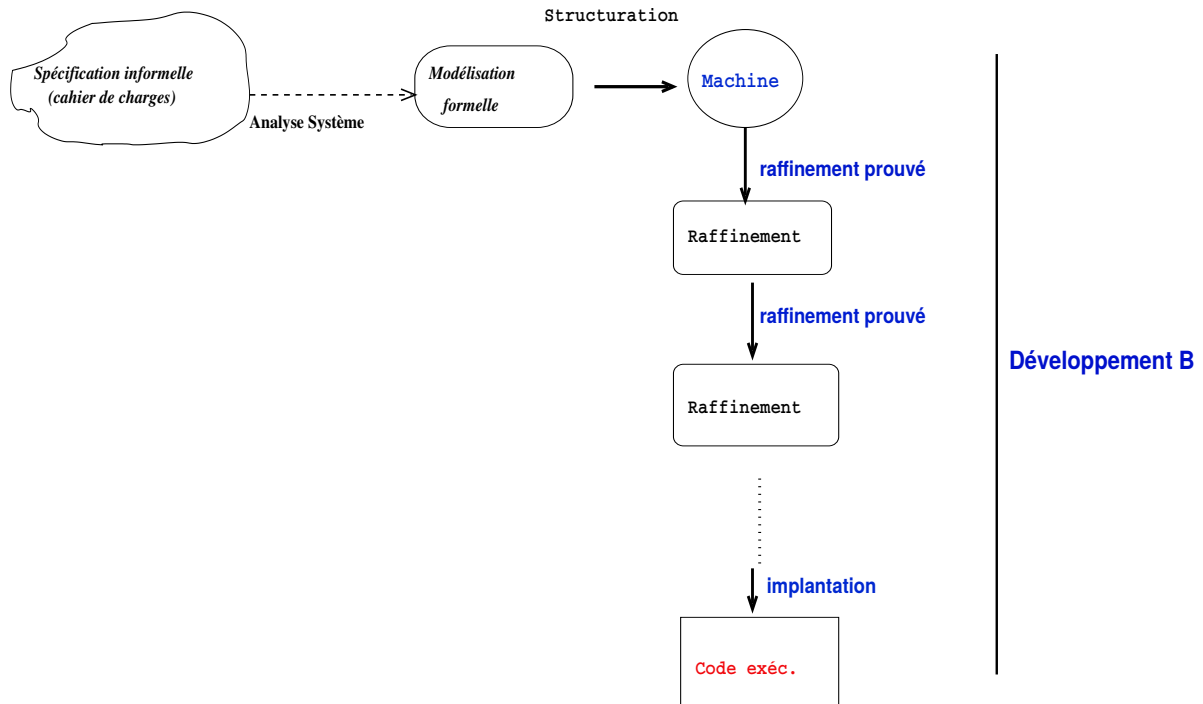 Structuration
Spécification informelle
(cahier de charges)
Analyse Système
Modélisation
formelle
Machine
raffinement prouvé
Raffinement
raffinement prouvé
Développement B
Raffinement
implantation
Code exéc.